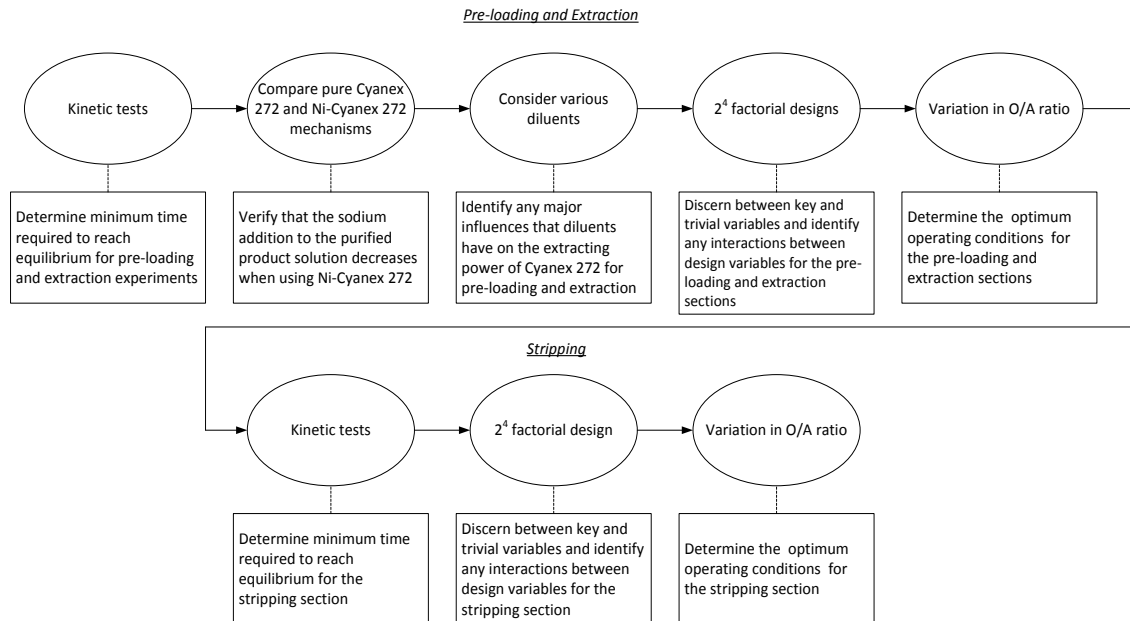 Pre-loading and Extraction
Kinetic tests
Compare pure Cyanex
272 and Ni-Cyanex 272
mechanisms
Consider various
diluents
2⁴ factorial designs
Variation in O/A ratio
Determine minimum time
required to reach
equilibrium for pre-loading
and extraction experiments
Verify that the sodium
addition to the purified
product solution decreases
when using Ni-Cyanex 272
Identify any major
influences that diluents
have on the extracting
power of Cyanex 272 for
pre-loading and extraction
Discern between key and
trivial variables and identify
any interactions between
design variables for the pre-
loading and extraction
sections
Determine the optimum
operating conditions for
the pre-loading and
extraction sections
Stripping
Kinetic tests
2⁴ factorial design
Variation in O/A ratio
Determine minimum time
required to reach
equilibrium for the
stripping section
Discern between key and
trivial variables and identify
any interactions between
design variables for the
stripping section
Determine the optimum
operating conditions for
the stripping section